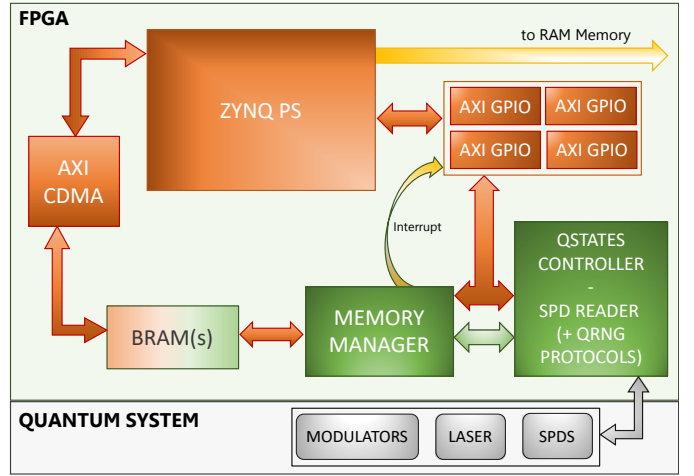 FPGA
to RAM Memory
ZYNQ PS
AXI GPIO
AXI GPIO
AXI GPIO
AXI GPIO
AXI
CDMA
Interrupt
QSTATES
CONTROLLER
-
SPD READER
(+ QRNG
PROTOCOLS)
MEMORY
MANAGER
BRAM(s)
QUANTUM SYSTEM
MODULATORS
LASER
SPDS